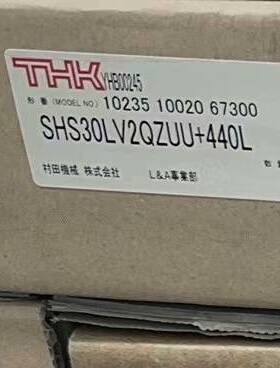 THK YHB00245
形番 (MODEL NO.) 10235 10020 67300
SHS30LV2QZUU+440L
数
村田機械 株式会社 L&A事業部